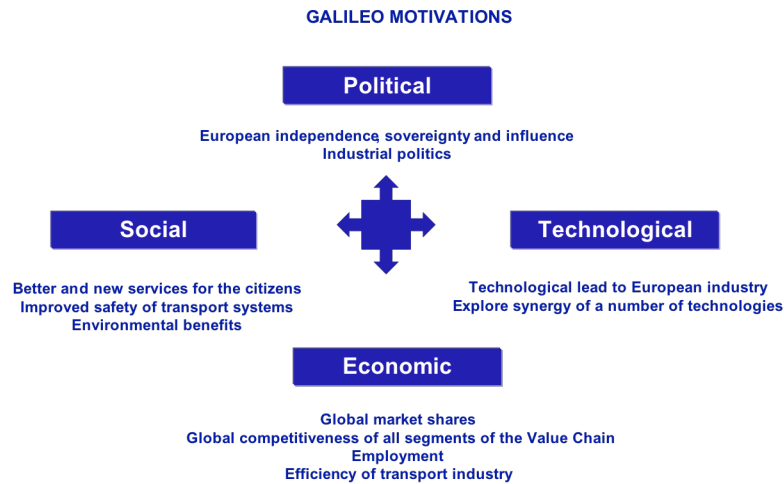 GALILEO MOTIVATIONS
Political
European independence, sovereignty and influence
Industrial politics
Social
Better and new services for the citizens
Improved safety of transport systems
Environmental benefits
Technological
Technological lead to European industry
Explore synergy of a number of technologies
Economic
Global market shares
Global competitiveness of all segments of the Value Chain
Employment
Efficiency of transport industry